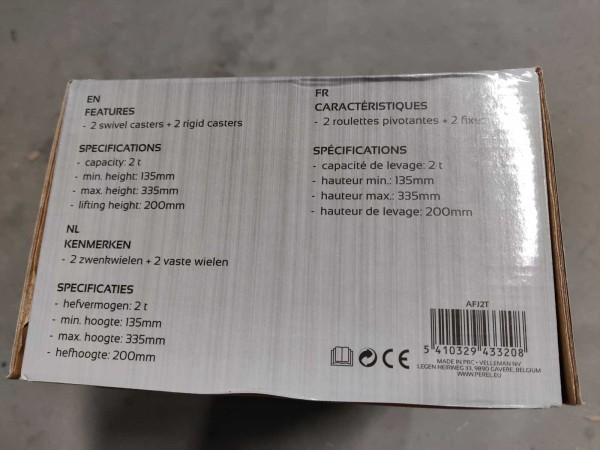 EN
FEATURES
- 2 swivel casters + 2 rigid casters
SPECIFICATIONS
- capacity: 2 t
- min. height: 135mm
- max. height: 335mm
- lifting height: 200mm
NL
KENMERKEN
- 2 zwenkwielen + 2 vaste wielen
SPECIFICATIES
- hefvermogen: 2 t
- min. hoogte: 135mm
- max. hoogte: 335mm
- hefhoogte: 200mm
FR
CARACTÉRISTIQUES
- 2 roulettes pivotantes + 2
SPÉCIFICATIONS
- capacité de levage: 2 t
- hauteur min.: 135mm
- hauteur max.: 335mm
- hauteur de levage: 200mm
AFJ2T
5 410329 433208
CE
MADE IN PRC • VELLEMAN NV
LEGEN HEIRWEG 33, 9890 GAVERE, BELGIUM
WWW.PEREL.EU